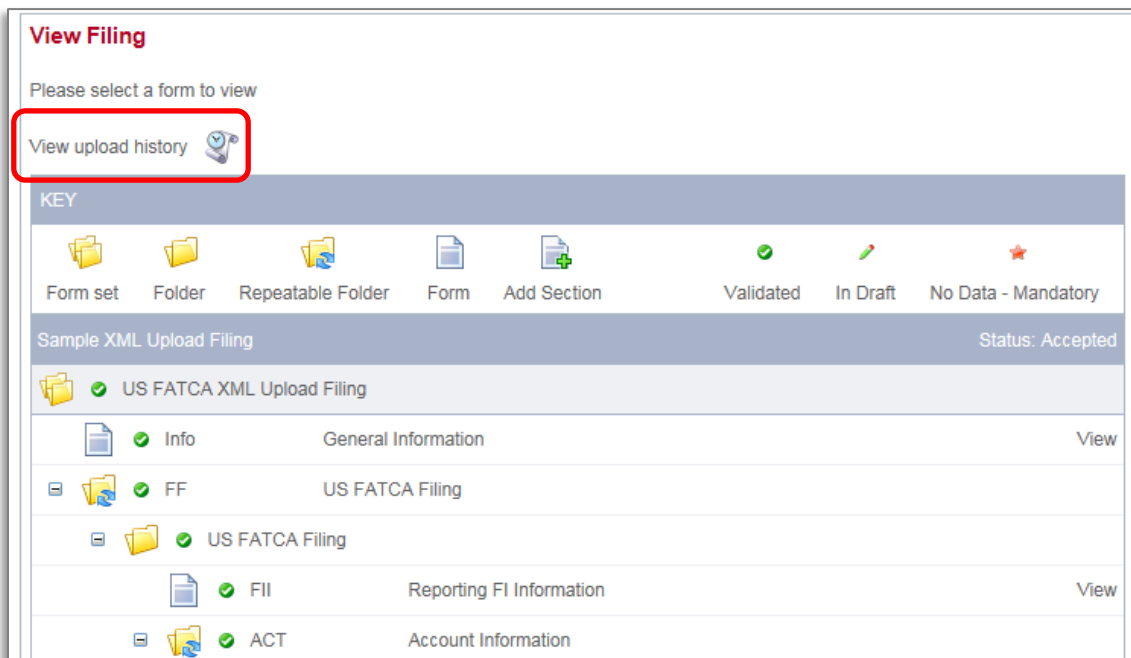 View Filing
Please select a form to view
View upload history
KEY
Form set Folder Repeatable Folder Form Add Section Validated In Draft No Data - Mandatory
Sample XML Upload Filing Status: Accepted
US FATCA XML Upload Filing
Info General Information View
FF US FATCA Filing
US FATCA Filing
FII Reporting FI Information View
ACT Account Information